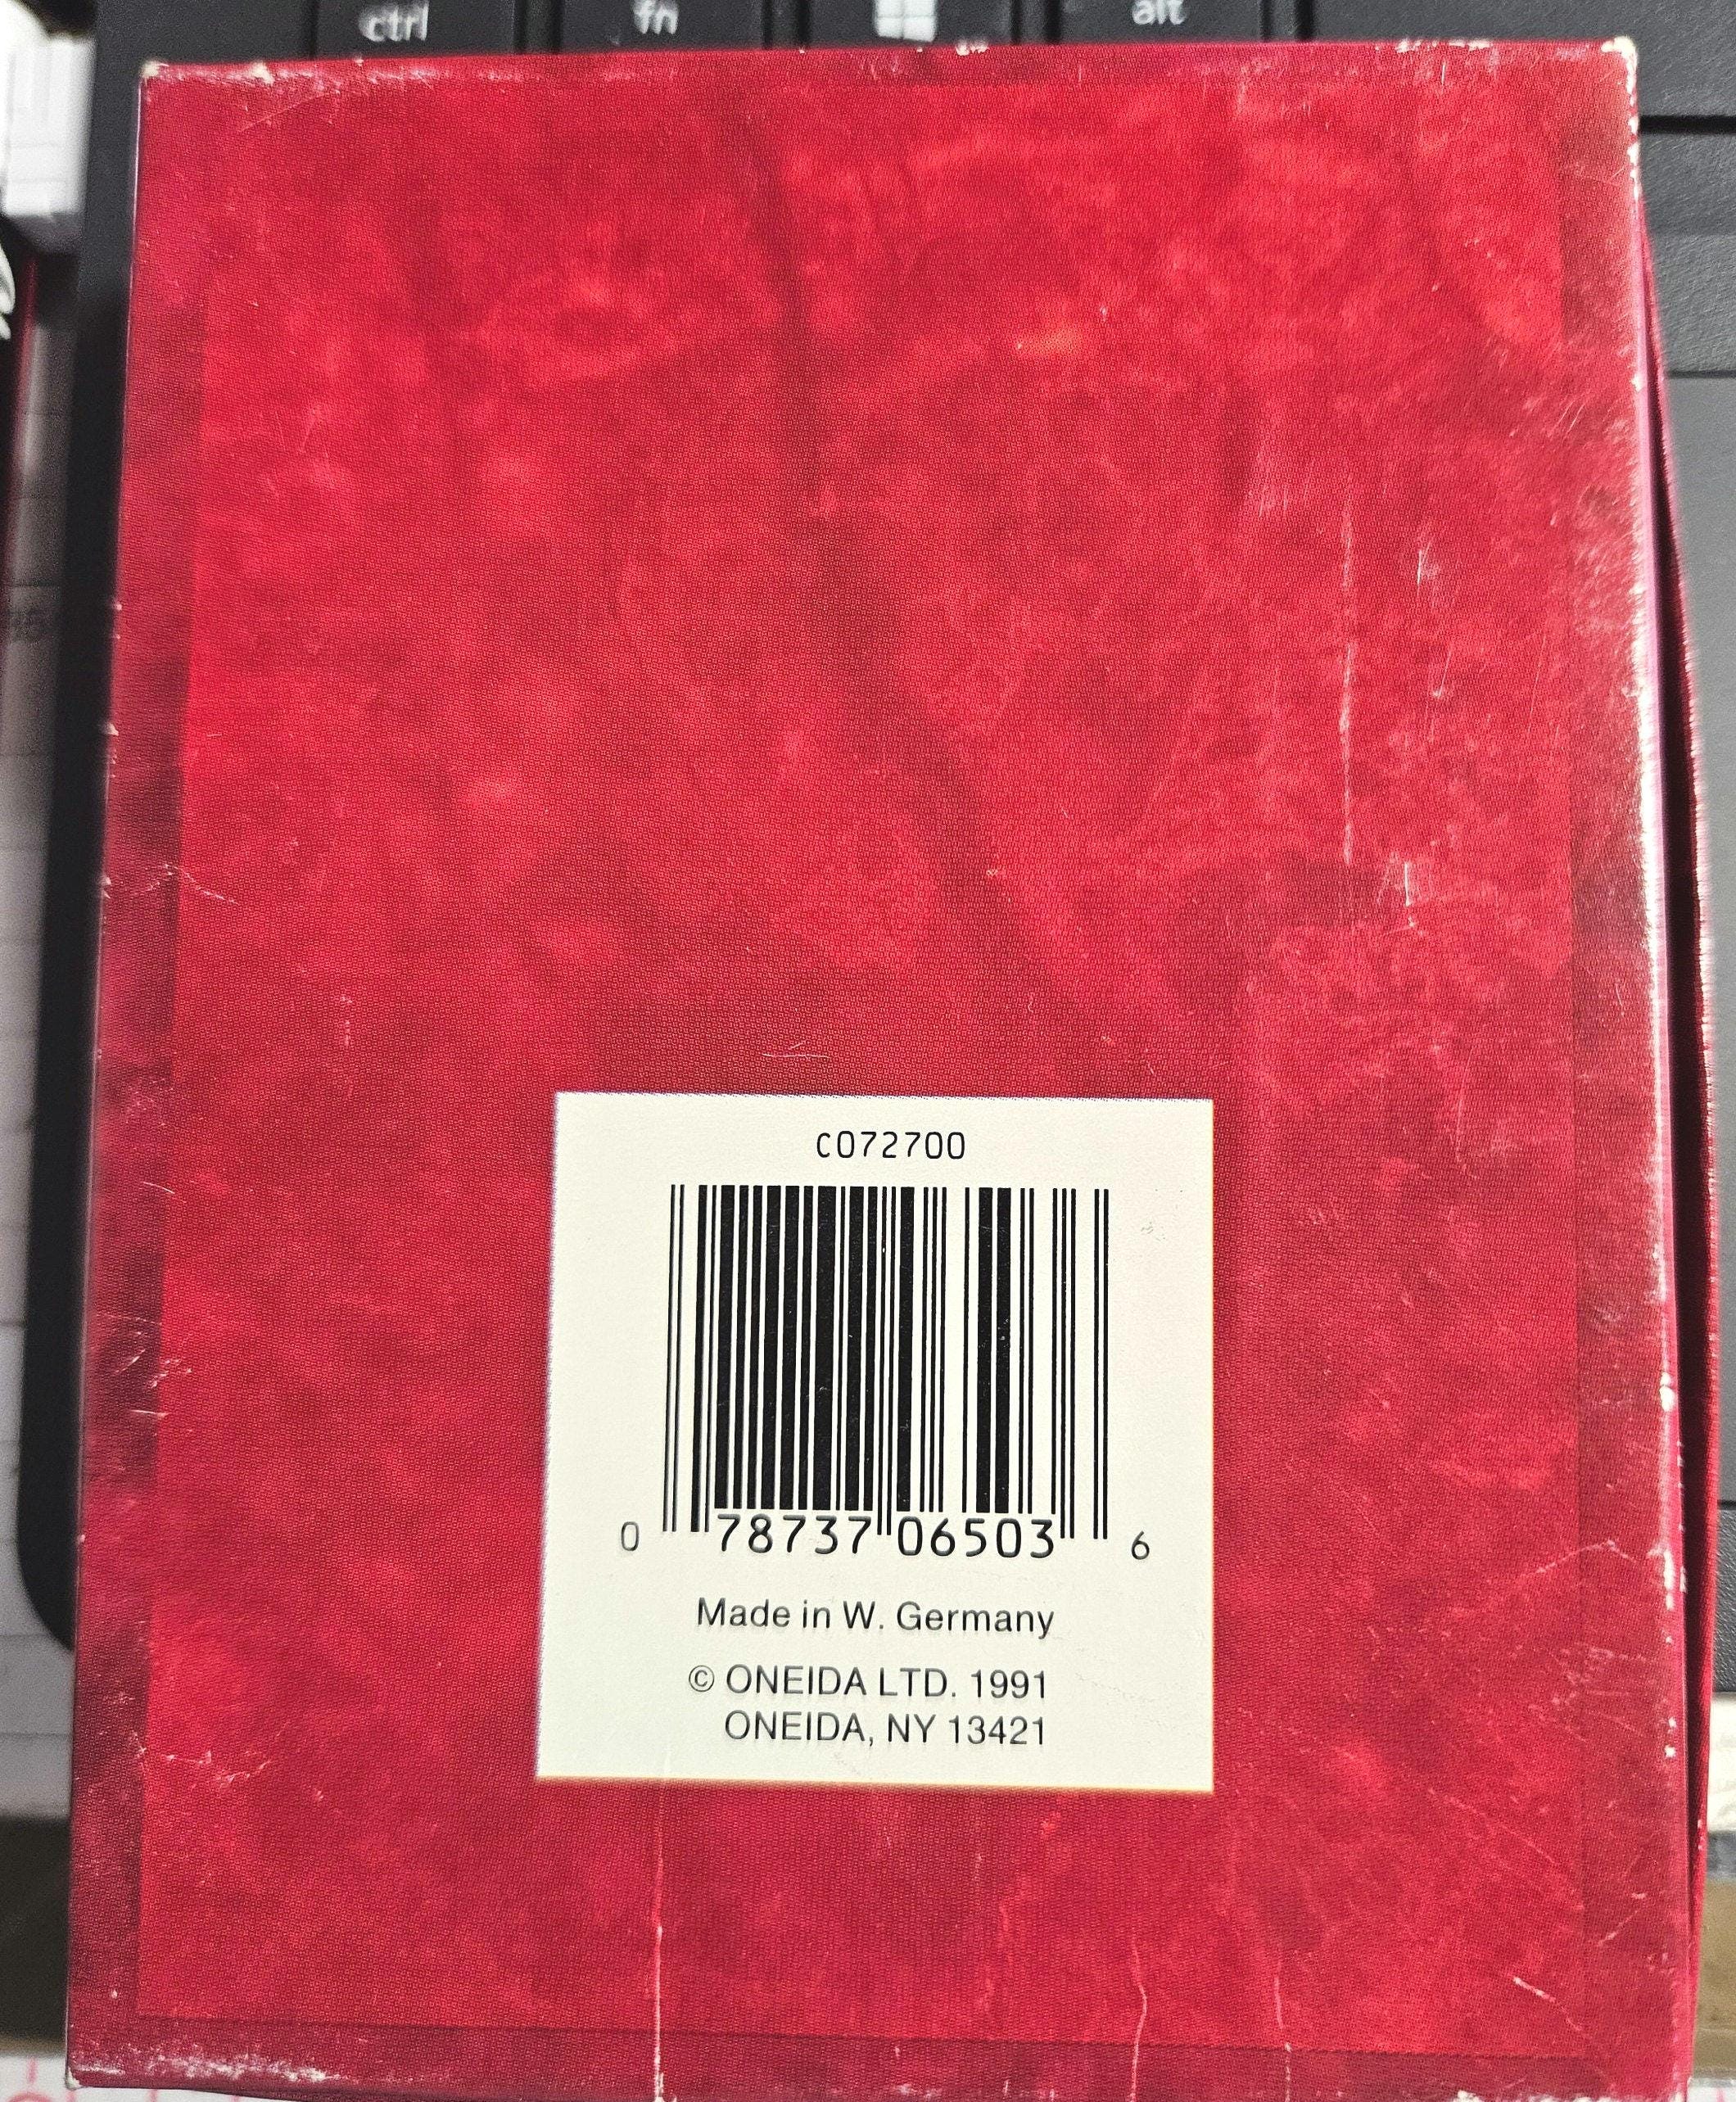 ctrl fn alt
C072700
0 78737 06503 6
Made in W. Germany
© ONEIDA LTD. 1991
ONEIDA, NY 13421